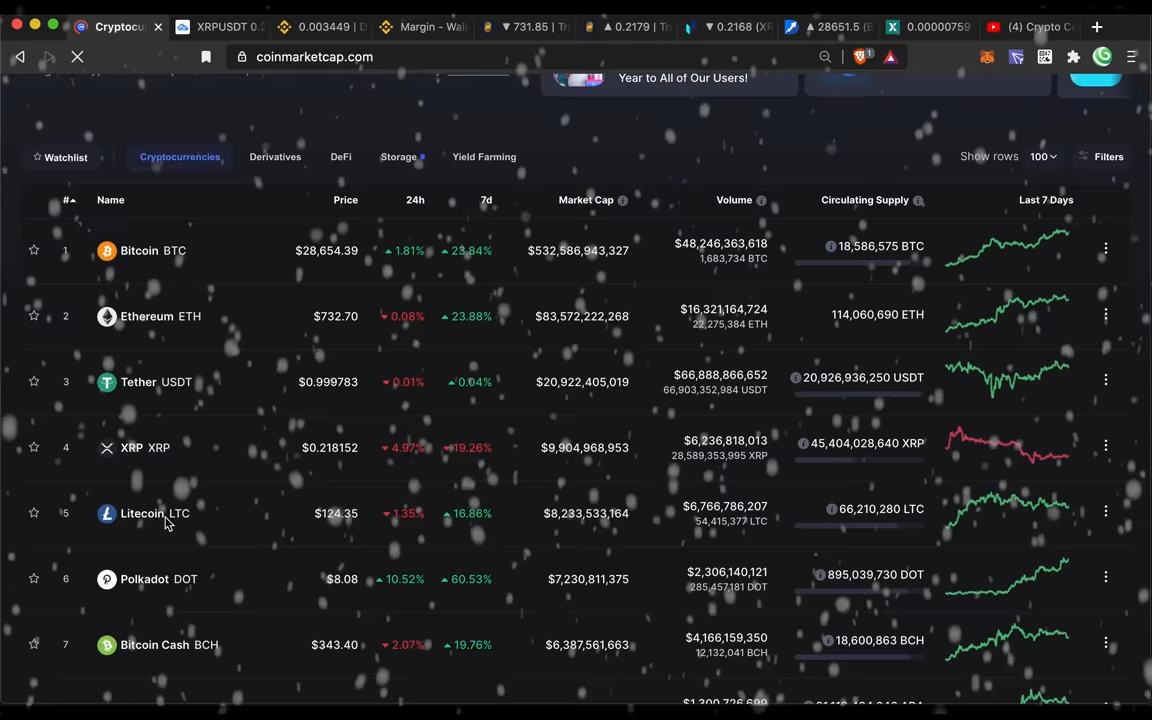 Cryptocu
XRPUSDT 0.2
0.003449 | D
Margin - Wall
▼ 731.85 | Tr
▲ 0.2179 | Tra
▼ 0.2168 (XR
▲ 28651.5 (B
0.00000759
(4) Crypto C
coinmarketcap.com
1
Year to All of Our Users!
Watchlist
Cryptocurrencies
Derivatives
DeFi
Storage
Yield Farming
Show rows
100
Filters
# Name Price 24h 7d Market Cap Volume Circulating Supply Last 7 Days
1 Bitcoin BTC $28,654.39 1.81% 23.84% $532,586,943,327 $48,246,363,618 18,586,575 BTC
1,683,734 BTC
2 Ethereum ETH $732.70 0.08% 23.88% $83,572,222,268 $16,321,164,724 114,060,690 ETH
22,275,384 ETH
3 Tether USDT $0.999783 0.01% 0.04% $20,922,405,019 $66,888,866,652 20,926,936,250 USDT
66,903,352,984 USDT
4 XRP XRP $0.218152 4.97% 19.26% $9,904,968,953 $6,236,818,013 45,404,028,640 XRP
28,589,353,995 XRP
5 Litecoin LTC $124.35 1.35% 16.86% $8,233,533,164 $6,766,786,207 66,210,280 LTC
54,415,377 LTC
6 Polkadot DOT $8.08 10.52% 60.53% $7,230,811,375 $2,306,140,121 895,039,730 DOT
285,457,181 DOT
7 Bitcoin Cash BCH $343.40 2.07% 19.76% $6,387,561,663 $4,166,159,350 18,600,863 BCH
12,132,041 BCH